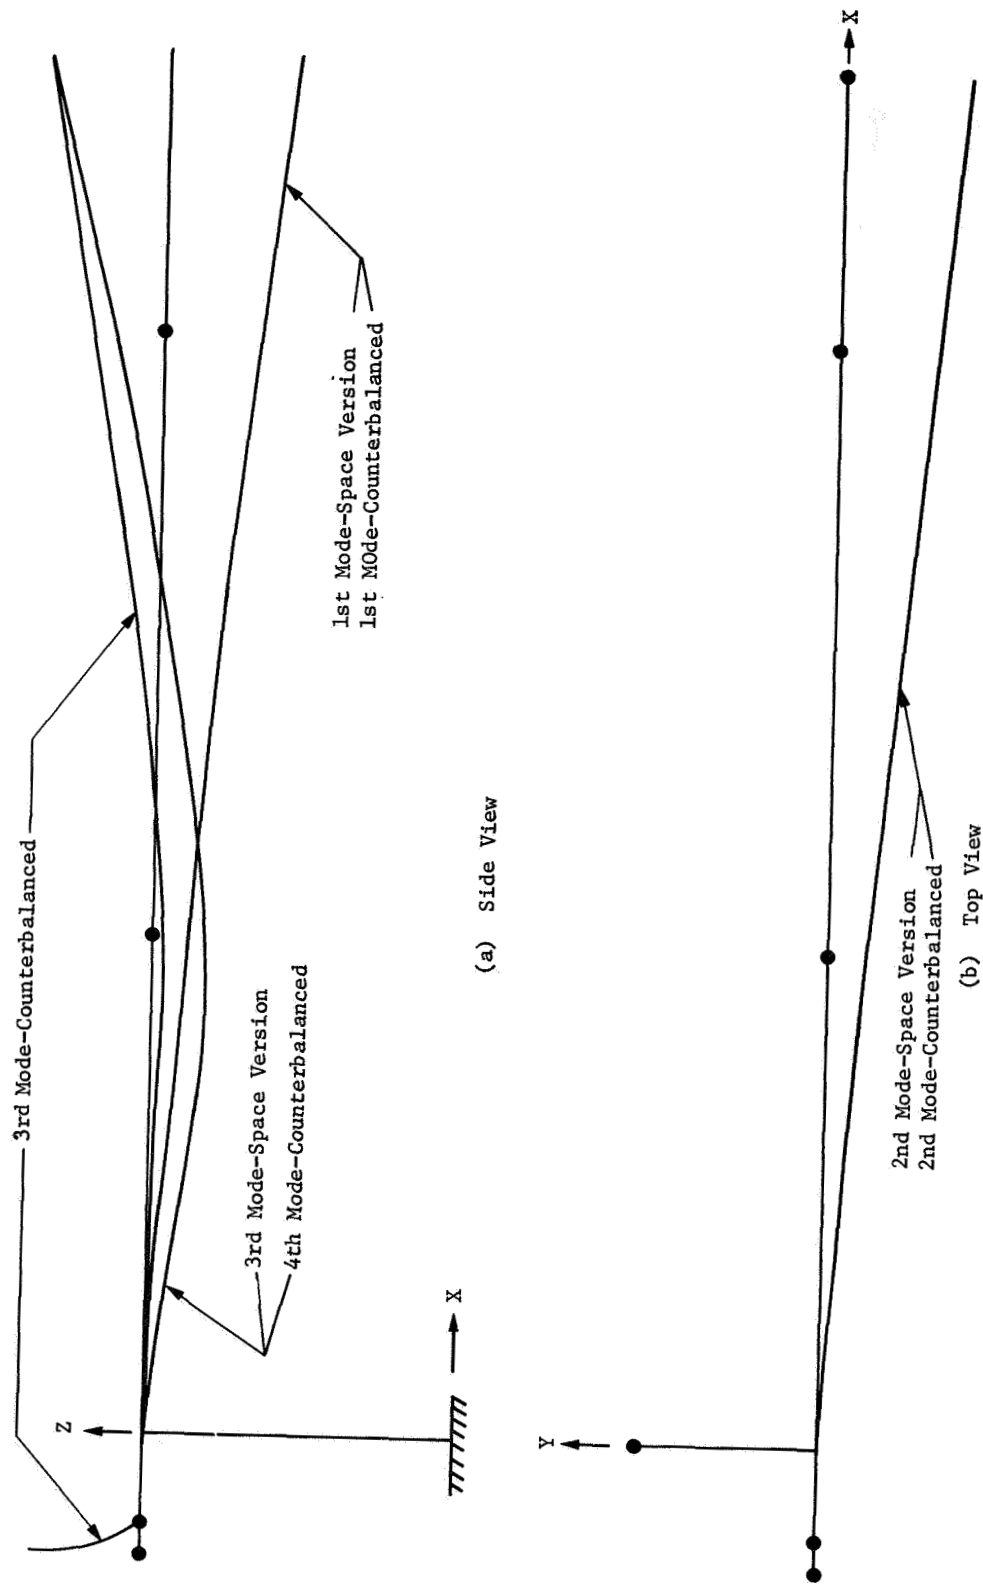 3rd Mode-Counterbalanced
Z
X
3rd Mode-Space Version
4th Mode-Counterbalanced
1st Mode-Space Version
1st MOde-Counterbalanced
(a) Side View
Y
X
2nd Mode-Space Version
2nd Mode-Counterbalanced
(b) Top View